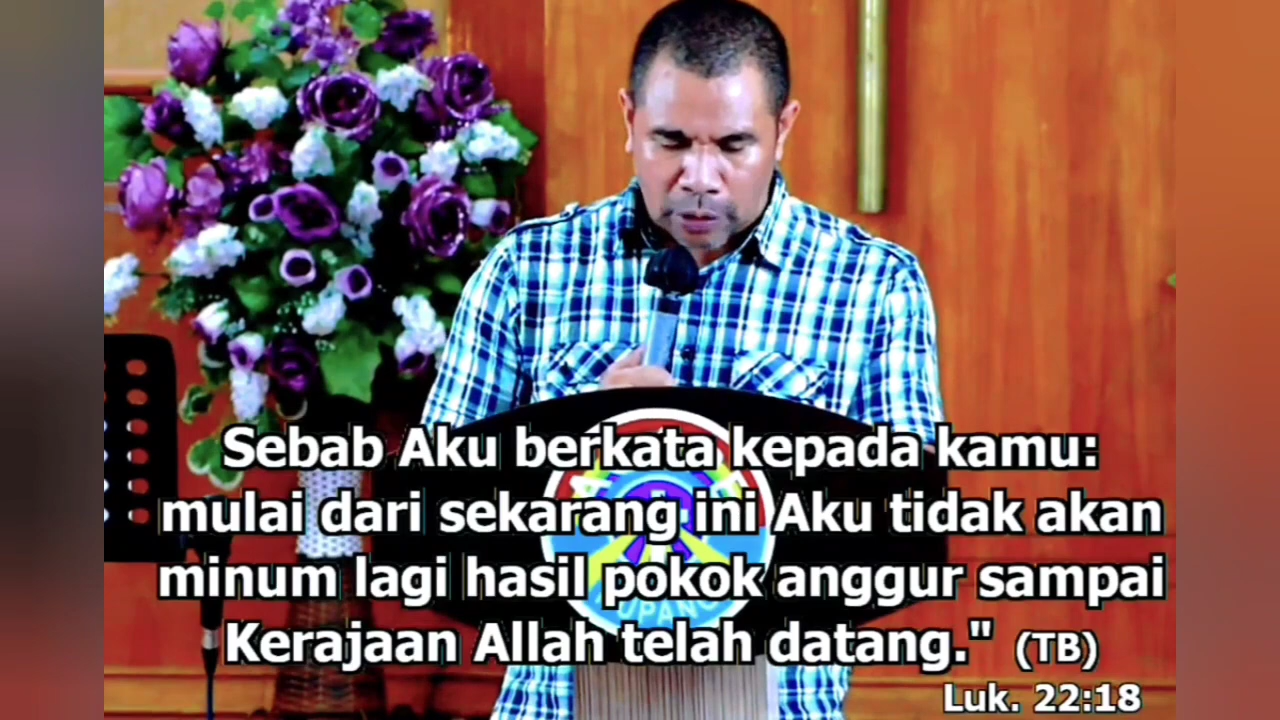 Sebab Aku berkata kepada kamu:
mulai dari sekarang ini Aku tidak akan
minum lagi hasil pokok anggur sampai
Kerajaan Allah telah datang." (TB)
Luk. 22:18